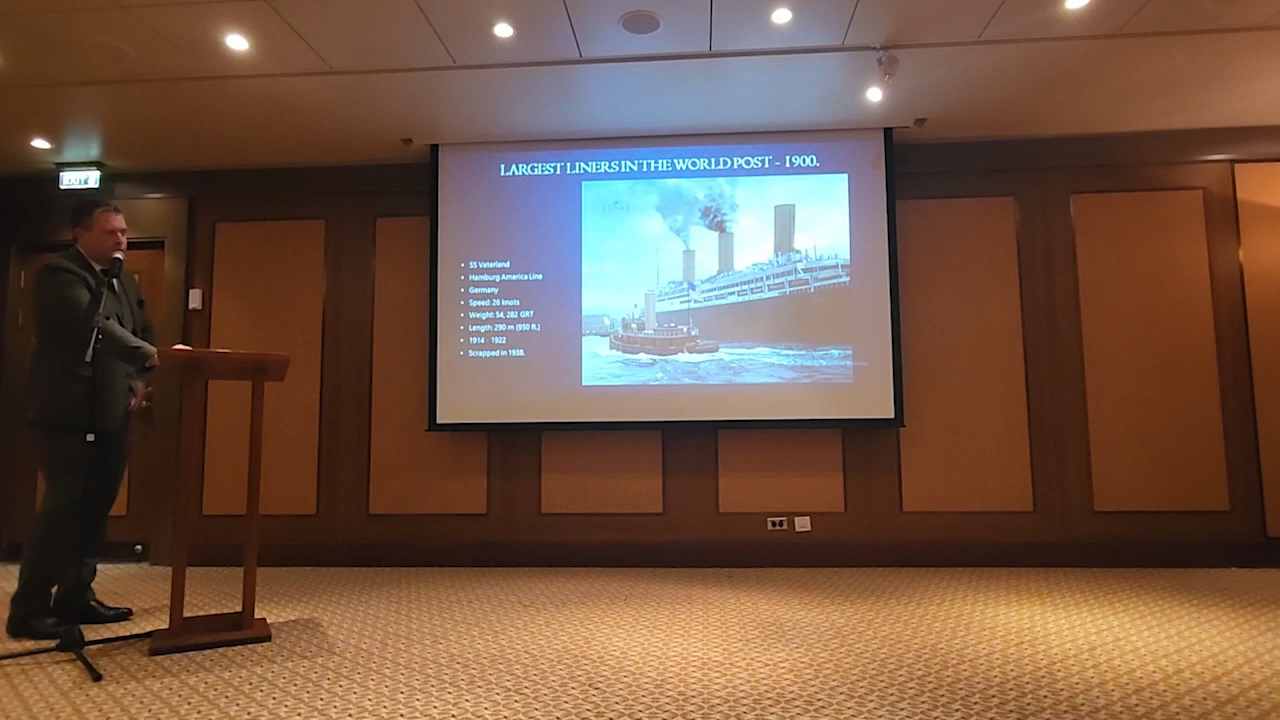 LARGEST LINERS IN THE WORLD POST - 1900.
EXIT
• SS Vaterland
• Hamburg America Line
• Germany
• Speed: 26 knots
• Weight: 54, 282 GRT
• Length: 290 m (950 ft.)
• 1914 - 1922
• Scrapped in 1938.